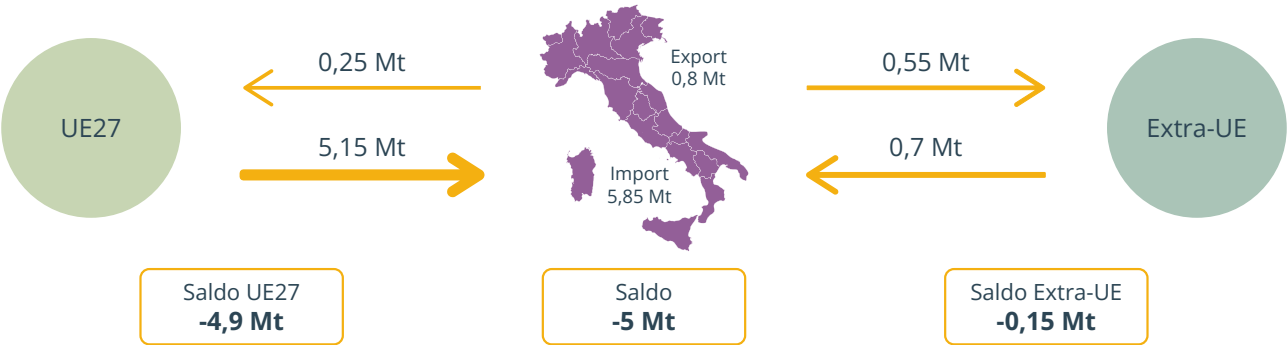 0,25 Mt
Export
0,8 Mt
0,55 Mt
UE27
Extra-UE
5,15 Mt
Import
5,85 Mt
0,7 Mt
Saldo UE27
-4,9 Mt
Saldo
-5 Mt
Saldo Extra-UE
-0,15 Mt